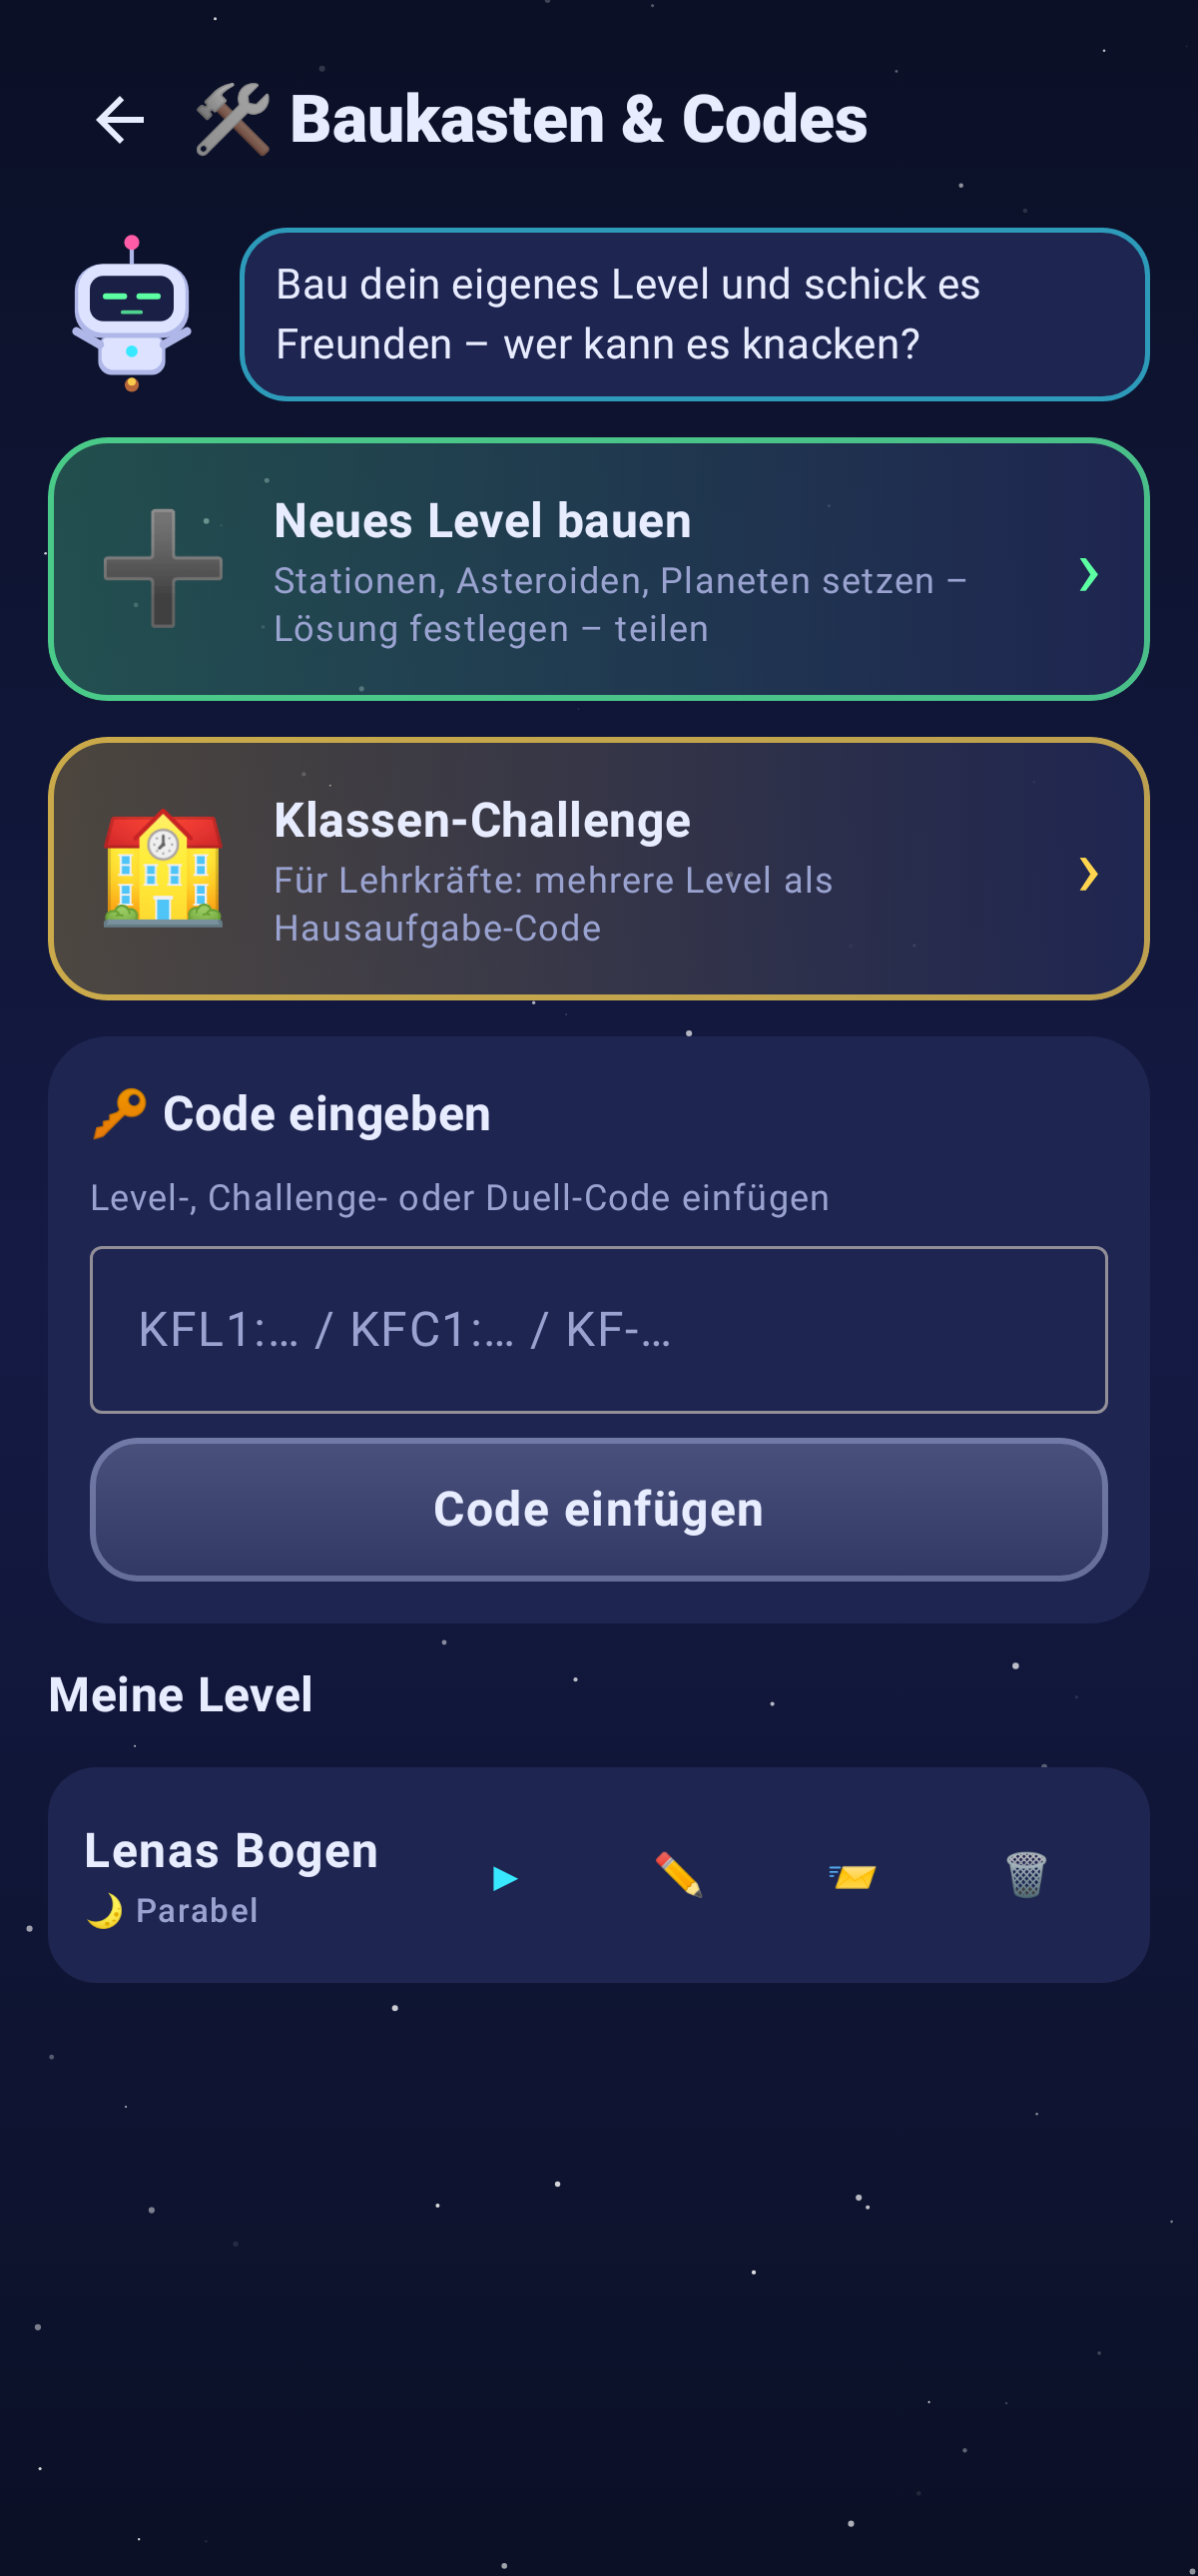 Baukasten & Codes
Bau dein eigenes Level und schick es
Freunden – wer kann es knacken?
Neues Level bauen
Stationen, Asteroiden, Planeten setzen –
Lösung festlegen – teilen
Klassen-Challenge
Für Lehrkräfte: mehrere Level als
Hausaufgabe-Code
Code eingeben
Level-, Challenge- oder Duell-Code einfügen
KFL1:… / KFC1:… / KF-…
Code einfügen
Meine Level
Lenas Bogen
Parabel